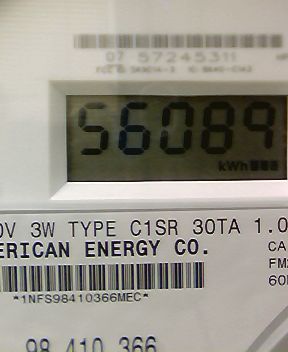 07 57245311
56089
kWh
0V 3W TYPE C1SR 30TA 1.0
ERICAN ENERGY CO.
CA
FM2
60
*1NFS98410366MEC*
98 410 366